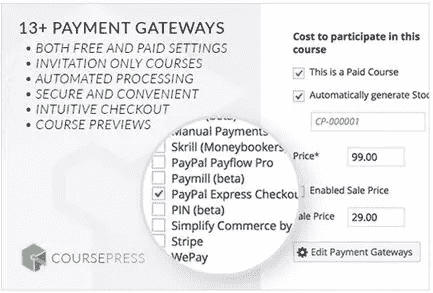 13+ PAYMENT GATEWAYS
• BOTH FREE AND PAID SETTINGS
• INVITATION ONLY COURSES
• AUTOMATED PROCESSING
• SECURE AND CONVENIENT
• INTUITIVE CHECKOUT
• COURSE PREVIEWS
COURSEPRESS
(beta)
Manual Payments
Skrill (Moneybookers
PayPal Payflow Pro
Paymill (beta)
PayPal Express Checkou
PIN (beta)
Simplify Commerce by
Stripe
WePay
Cost to participate in this
course
This is a Paid Course
Automatically generate Stoc
CP-000001
Price*
99.00
Enabled Sale Price
ale Price
29.00
Edit Payment Gateways